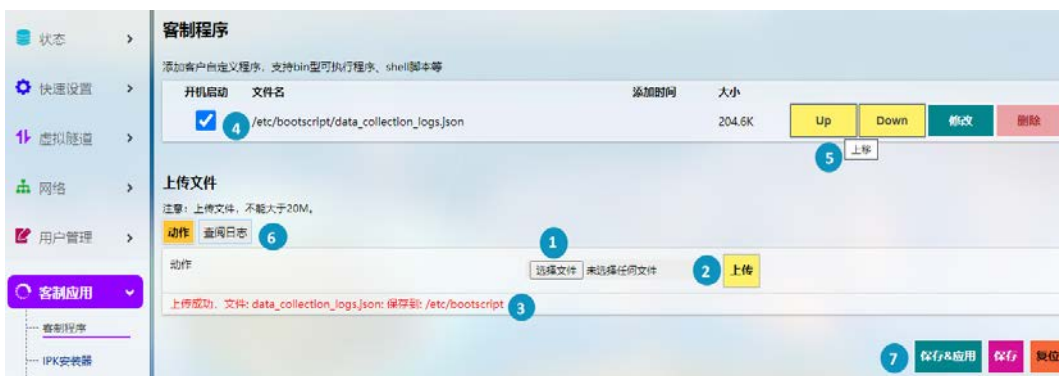 状态
快速设置
虚拟隧道
网络
用户管理
客制应用
客制程序
IPK安装器
客制程序
添加客户自定义程序，支持bin型可执行程序、shell脚本等
开机启动 文件名 添加时间 大小
4 /etc/bootscript/data_collection_logs.json 204.6K Up Down 修改 删除
5 上移
上传文件
注意：上传文件，不能大于20M。
动作 查阅日志 6
1
动作 选择文件 未选择任何文件 2 上传
上传成功，文件: data_collection_logs.json: 保存到: /etc/bootscript 3
7 保存&应用 保存 复位